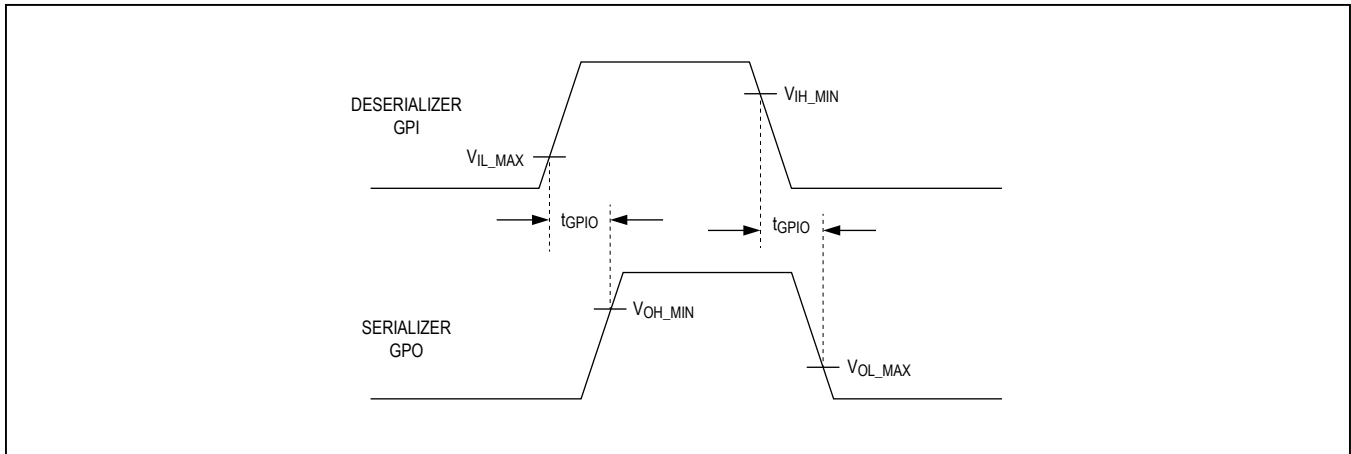 DESERIALIZER
GPI
VIL_MAX
VIH_MIN
tGPIO
tGPIO
SERIALIZER
GPO
VOH_MIN
VOL_MAX